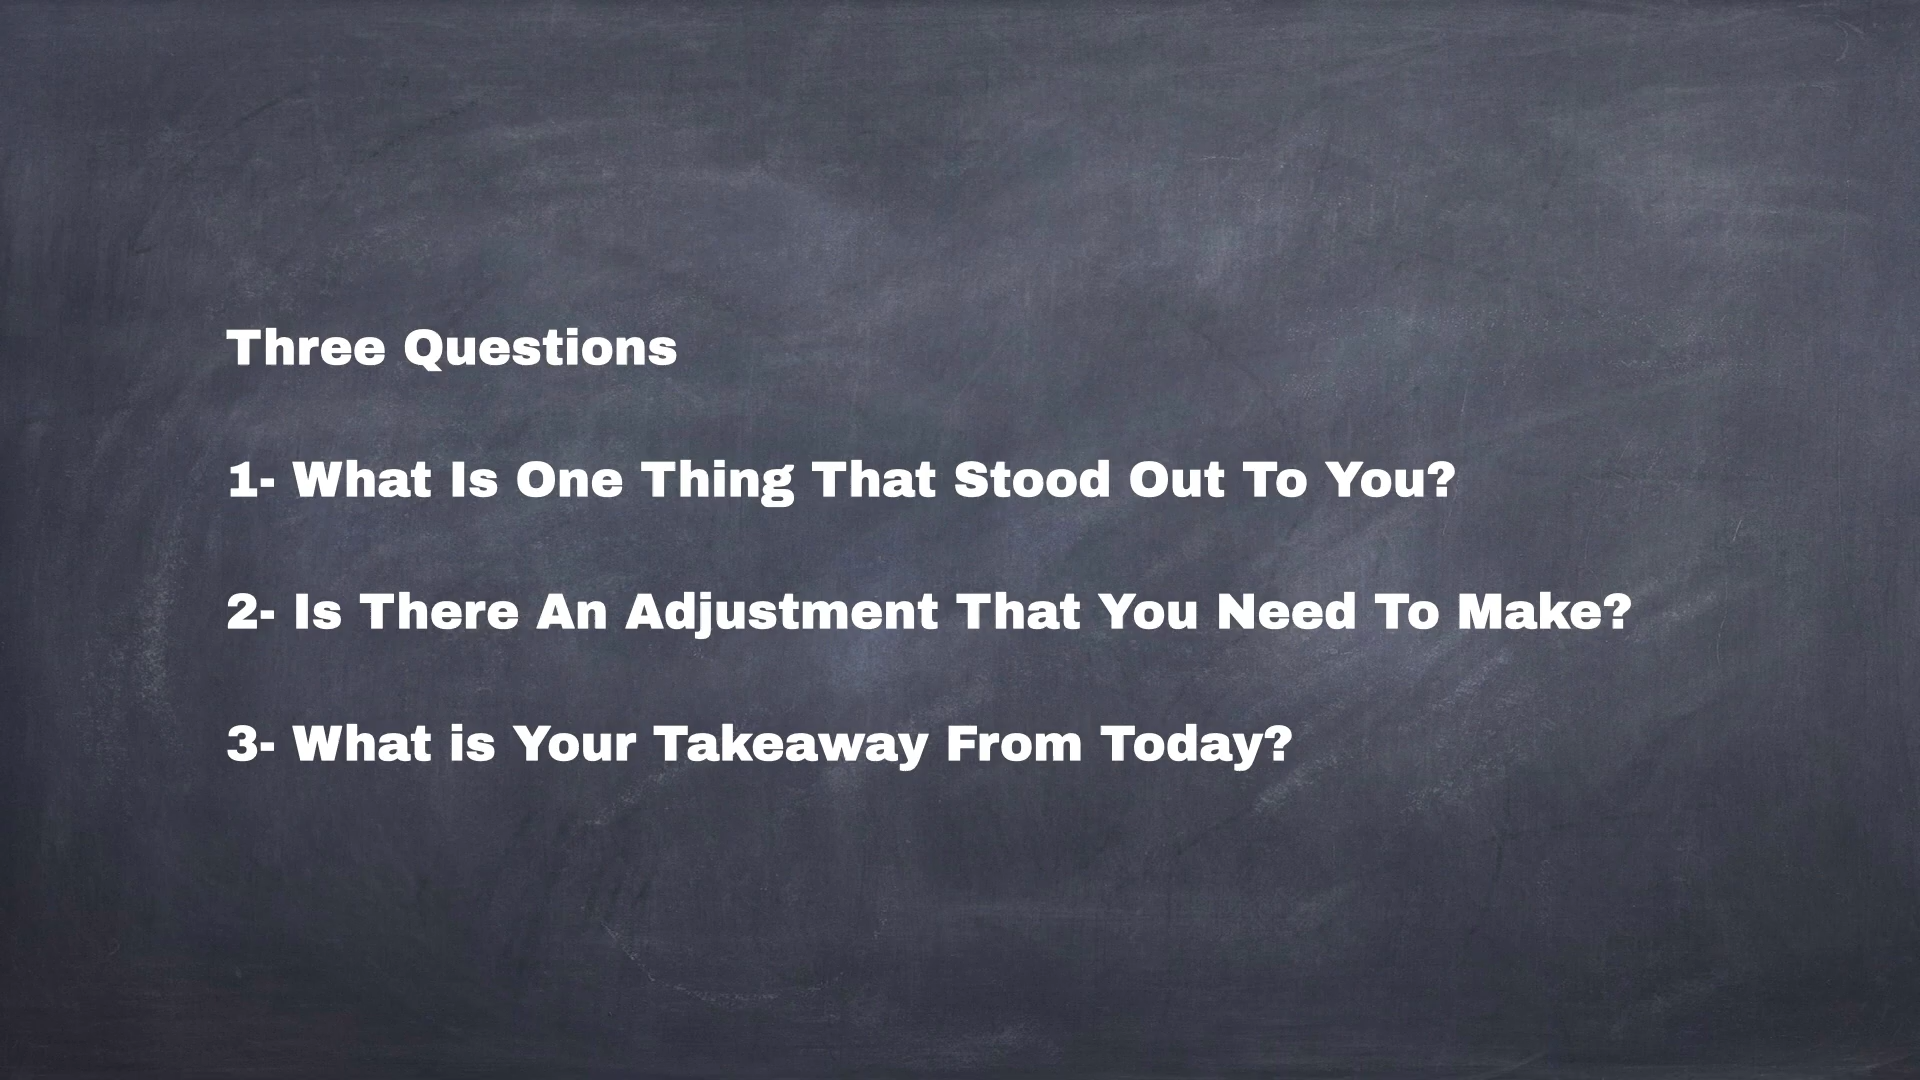 Three Questions
1- What Is One Thing That Stood Out To You?
2- Is There An Adjustment That You Need To Make?
3- What is Your Takeaway From Today?